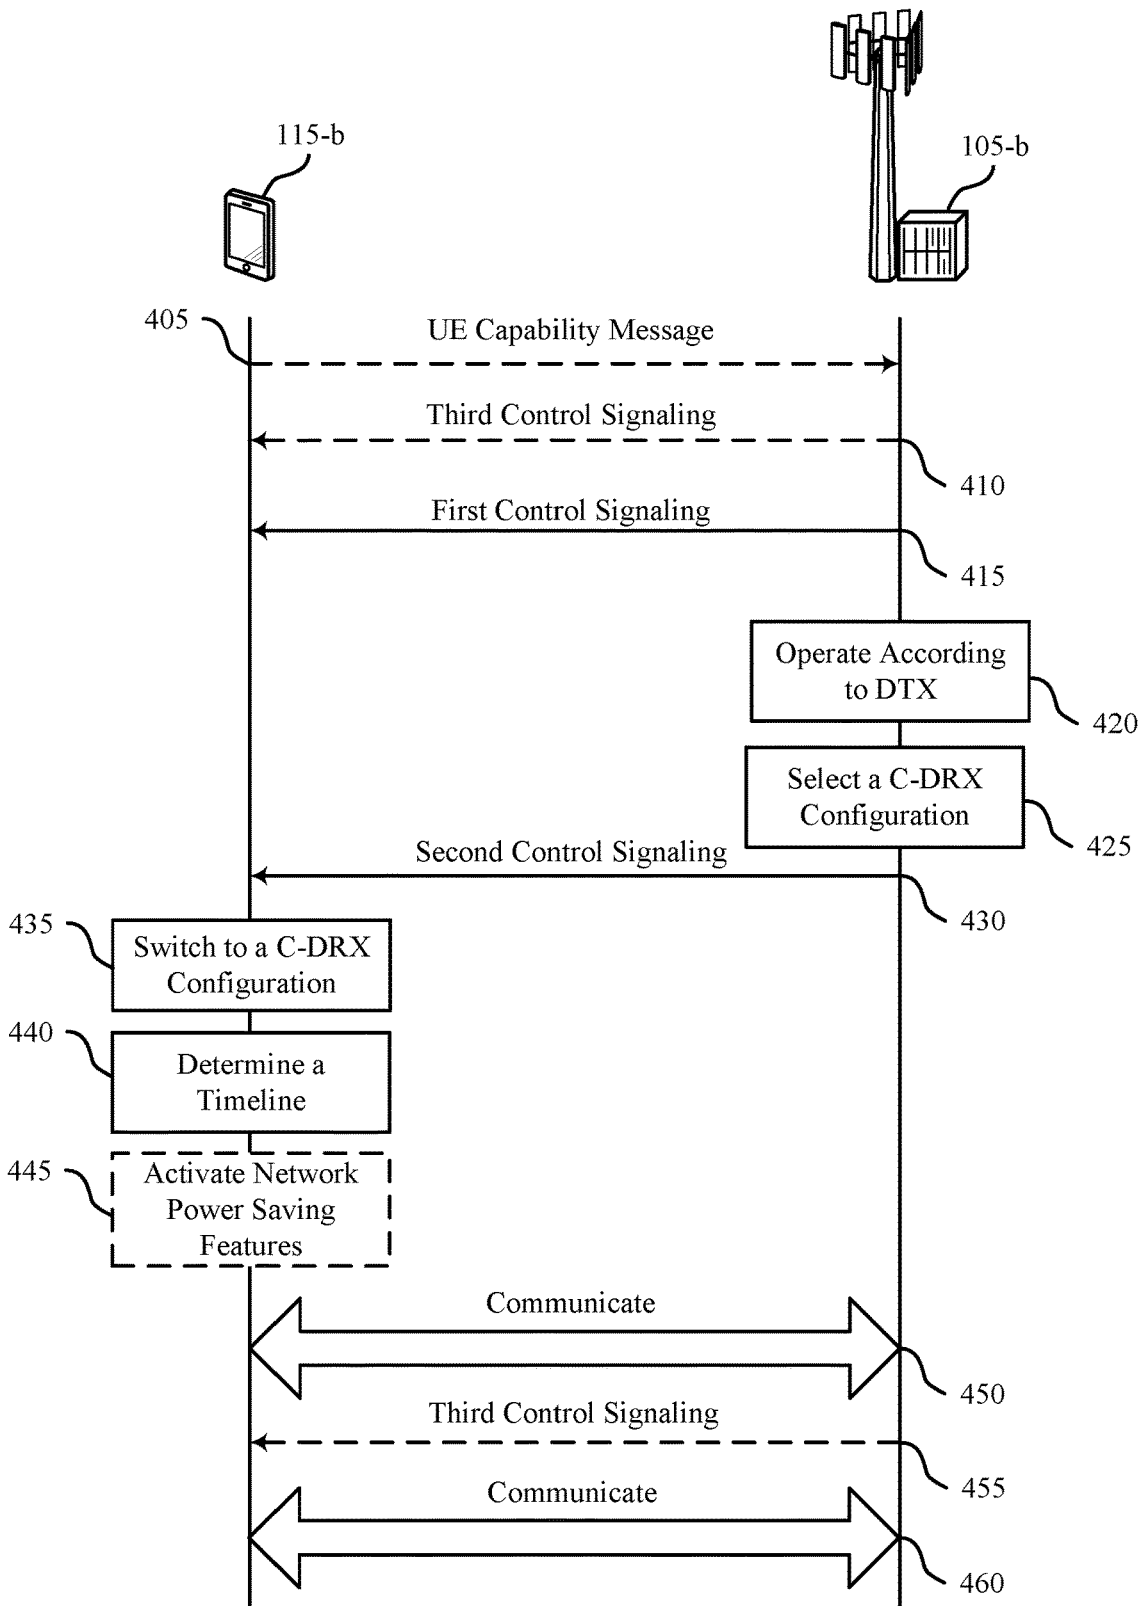 115-b
105-b
405
UE Capability Message
Third Control Signaling
410
First Control Signaling
415
Operate According
to DTX
420
Select a C-DRX
Configuration
425
Second Control Signaling
430
435
Switch to a C-DRX
Configuration
440
Determine a
Timeline
445
Activate Network
Power Saving
Features
Communicate
450
Third Control Signaling
455
Communicate
460